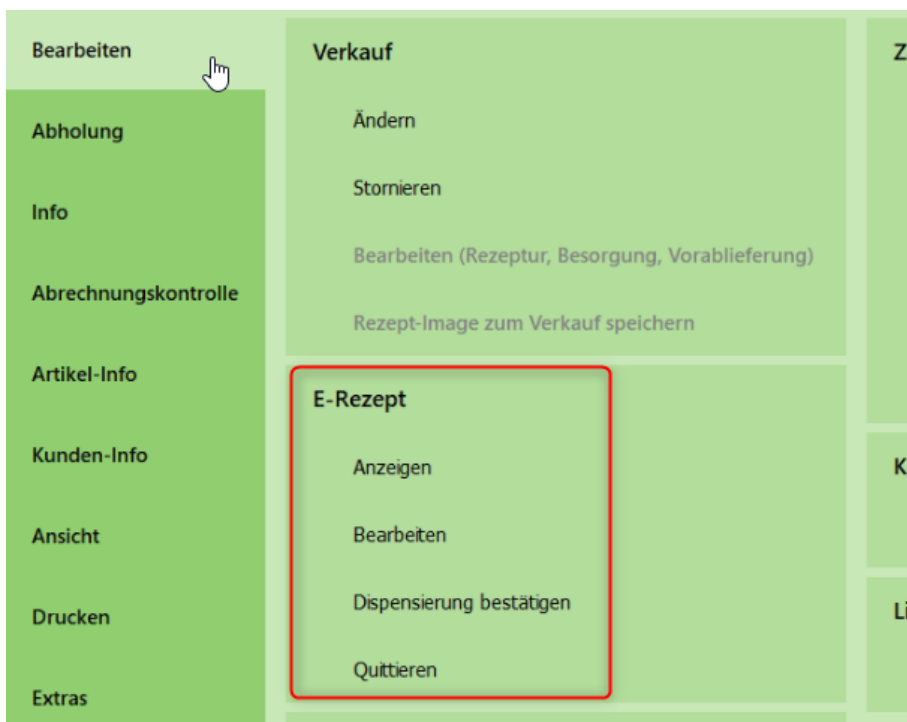 Bearbeiten
Abholung
Info
Abrechnungskontrolle
Artikel-Info
Kunden-Info
Ansicht
Drucken
Extras
Verkauf
Ändern
Stornieren
Bearbeiten (Rezeptur, Besorgung, Vorablieferung)
Rezept-Image zum Verkauf speichern
E-Rezept
Anzeigen
Bearbeiten
Dispensierung bestätigen
Quittieren